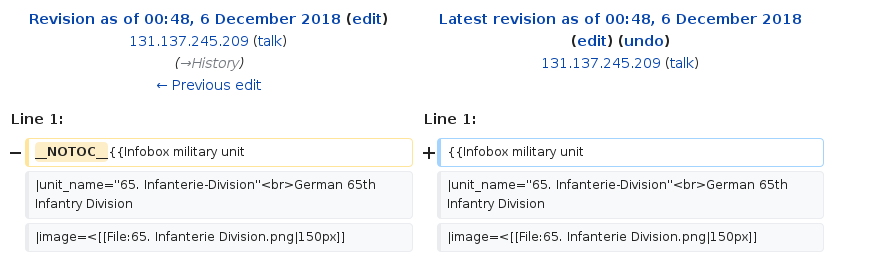 Revision as of 00:48, 6 December 2018 (edit)
131.137.245.209 (talk)
(→History)
← Previous edit
Latest revision as of 00:48, 6 December 2018
(edit) (undo)
131.137.245.209 (talk)
Line 1:
Line 1:
− __NOTOC__{{Infobox military unit
+ {{Infobox military unit
|unit_name="65. Infanterie-Division"<br>German 65th
Infantry Division
|unit_name="65. Infanterie-Division"<br>German 65th
Infantry Division
|image=<[[File:65. Infanterie Division.png|150px]]
|image=<[[File:65. Infanterie Division.png|150px]]